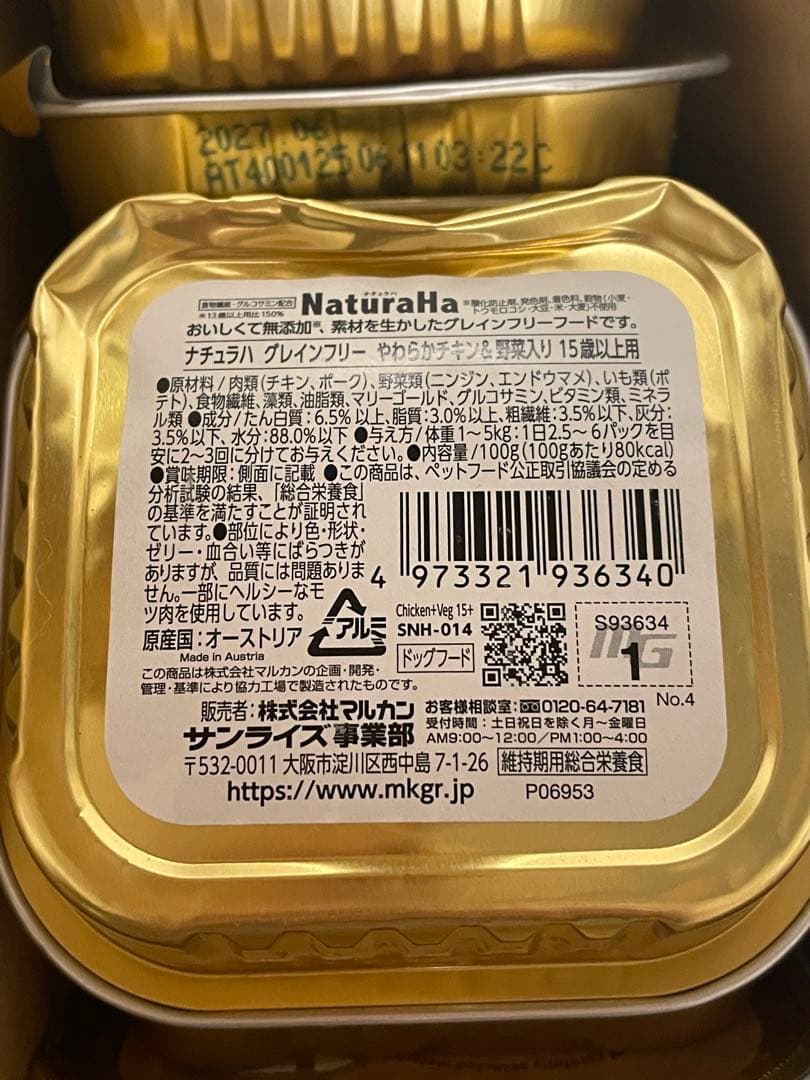 2027 06
AT40012506 11 03:22C
食物繊維・グルコサミン配合
※13歳以上用比150%
ナチュラハ
NaturaHa
※酸化防止剤、発色剤、着色料、穀物(小麦・
トウモロコシ・大豆・米・大麦)不使用
おいしくて無添加※、素材を生かしたグレインフリーフードです。
ナチュラハ グレインフリー やわらかチキン&野菜入り 15歳以上用
●原材料/肉類(チキン、ポーク)、野菜類(ニンジン、エンドウマメ)、いも類(ポ
テト)、食物繊維、藻類、油脂類、マリーゴールド、グルコサミン、ビタミン類、ミネラ
ル類 ●成分/たん白質:6.5%以上、脂質:3.0%以上、粗繊維:3.5%以下、灰分:
3.5%以下、水分:88.0%以下 ●与え方/体重1~5kg:1日2.5~6パックを目
安に2~3回に分けてお与えください。●内容量/100g(100gあたり80kcal)
●賞味期限:側面に記載 ●この商品は、ペットフード公正取引協議会の定める
分析試験の結果、「総合栄養食」
の基準を満たすことが証明され
ています。●部位により色・形状・
ゼリー・血合い等にばらつきが
ありますが、品質には問題ありま
せん。一部にヘルシーなモ
ツ肉を使用しています。
原産国:オーストリア
Made in Austria
アルミ
4 973321 936340
Chicken+Veg 15+
SNH-014
ドッグフード
S93634
MG
1
No.4
この商品は株式会社マルカンの企画・開発・
管理・基準により協力工場で製造されたものです。
販売者:株式会社マルカン
サンライズ事業部
お客様相談室:0120-64-7181
受付時間:土日祝日を除く月~金曜日
AM9:00~12:00/PM1:00~4:00
〒532-0011 大阪市淀川区西中島7-1-26
維持期用総合栄養食
https://www.mkgr.jp
P06953